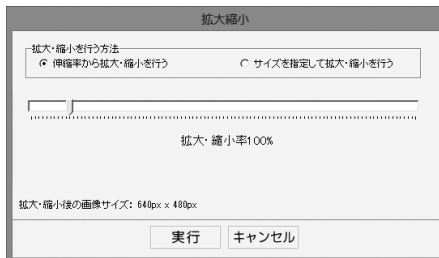 拡大縮小
拡大・縮小を行う方法
伸縮率から拡大・縮小を行う
サイズを指定して拡大・縮小を行う
拡大・縮小率100%
拡大・縮小後の画像サイズ: 640px x 480px
実行
キャンセル